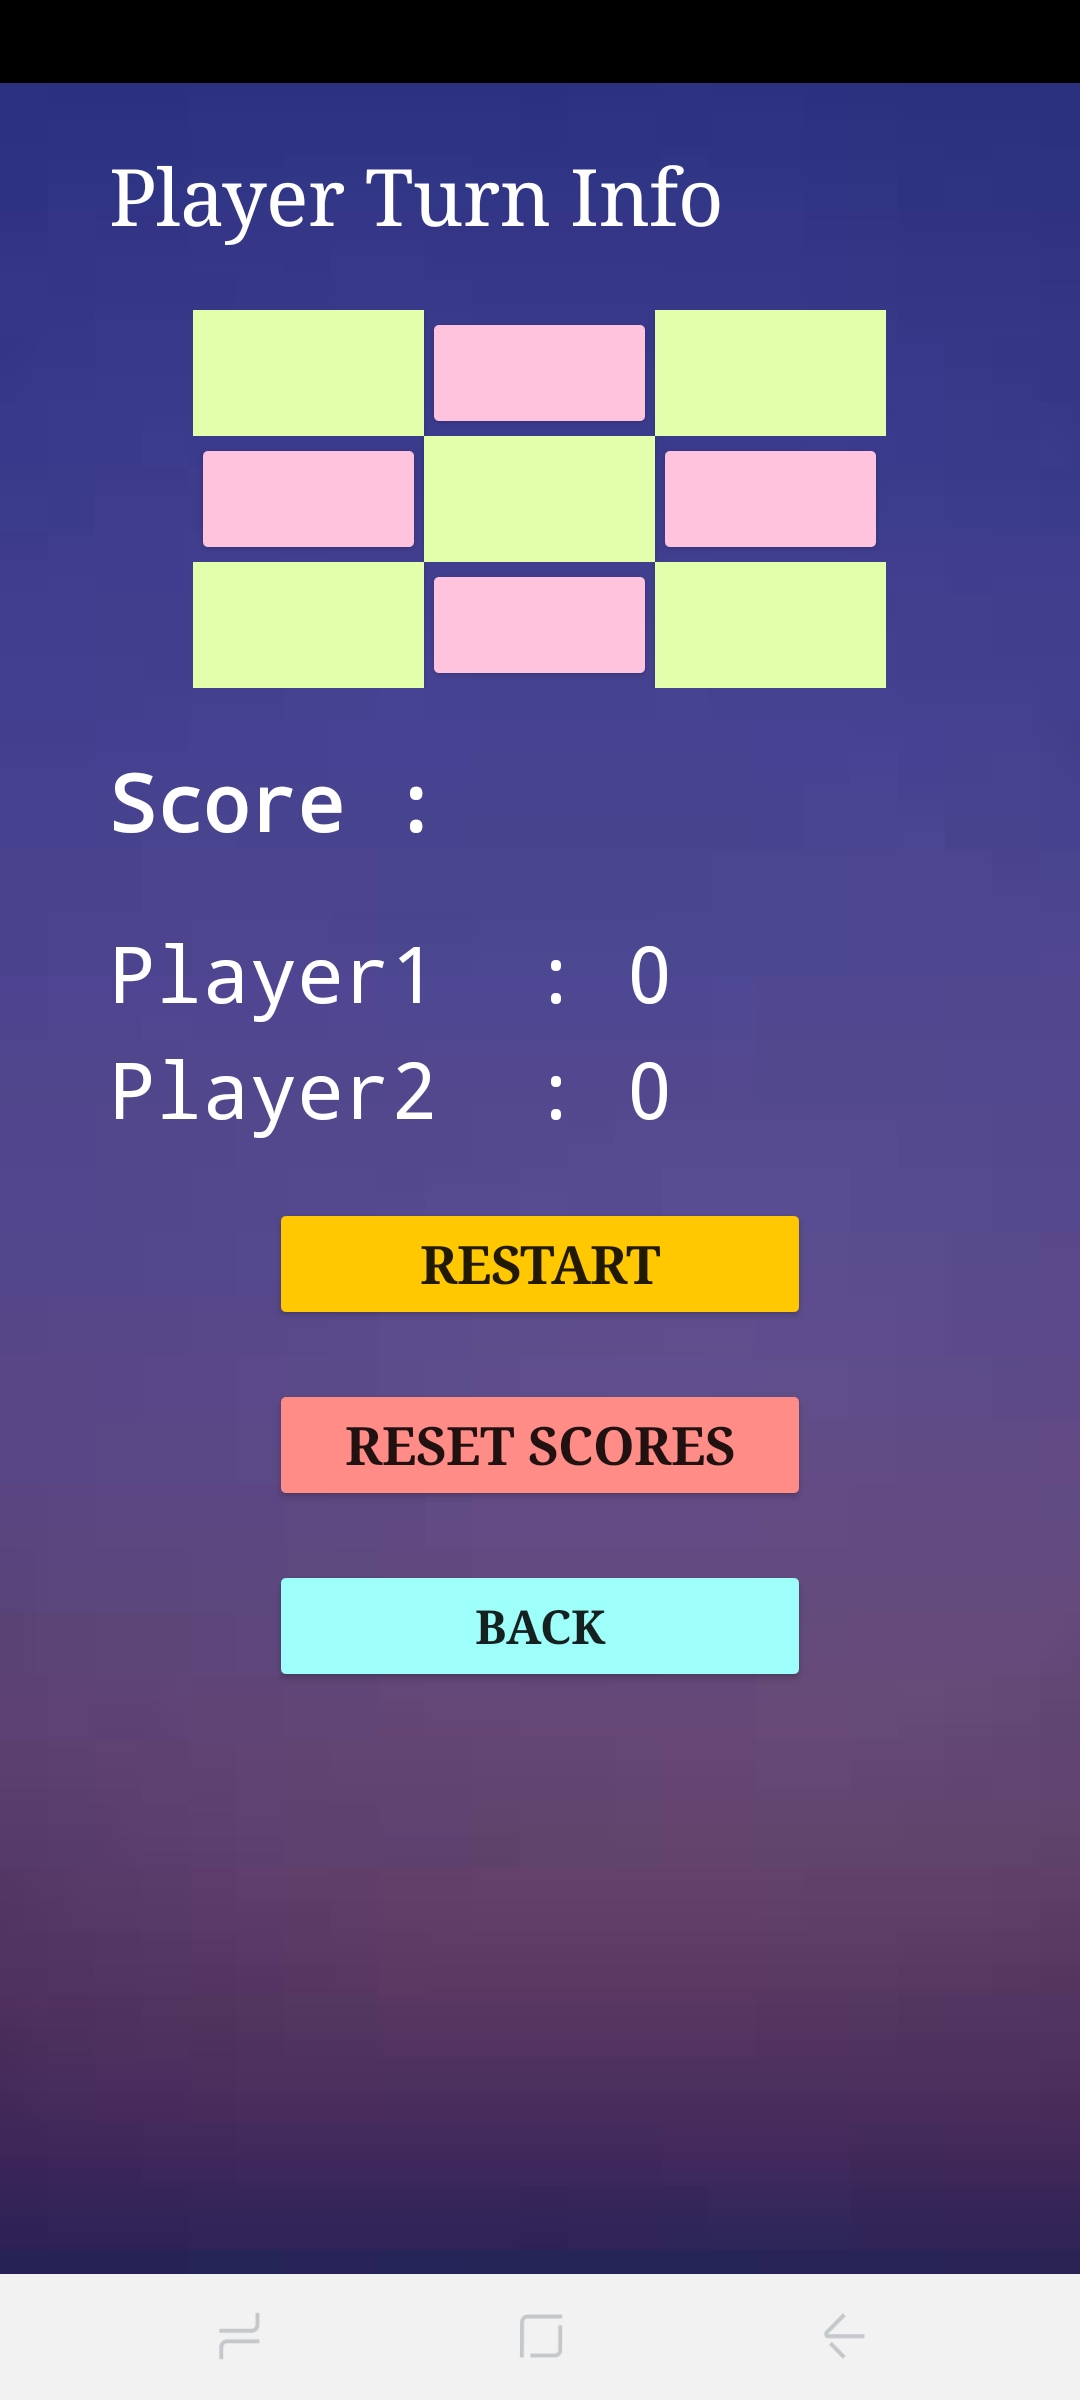 Player Turn Info
Score :
Player1 : 0
Player2 : 0
RESTART
RESET SCORES
BACK